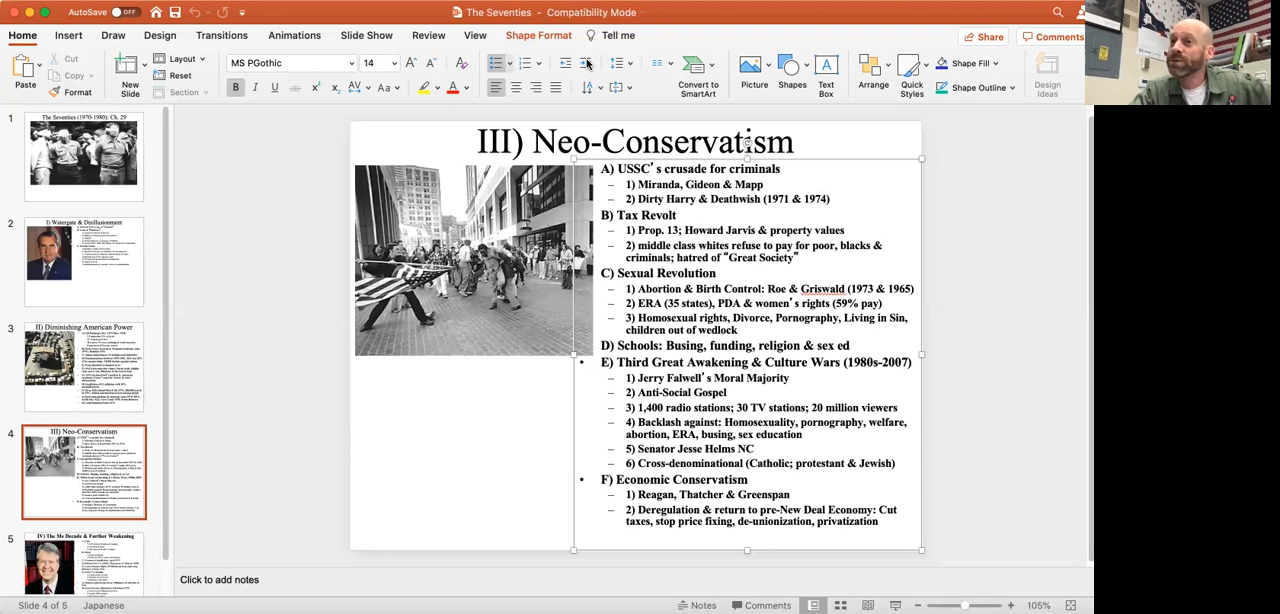 AutoSave OFF
The Seventies - Compatibility Mode
Home Insert Draw Design Transitions Animations Slide Show Review View Shape Format Tell me
Share Comments
Paste
Cut
Copy
Format
New
Slide
Layout
Reset
Section
MS PGothic 14
B I U
Convert to
SmartArt
Picture
Shapes
Text
Box
Arrange
Quick
Styles
Shape Fill
Shape Outline
Design
Ideas
1
The Seventies (1970-1980): Ch. 29
2
I) Watergate & Disillusionment
3
II) Diminishing American Power
4
III) Neo-Conservatism
5
IV) The Me Decade & Further Weakening
III) Neo-Conservatism
A) USSC's crusade for criminals
– 1) Miranda, Gideon & Mapp
– 2) Dirty Harry & Deathwish (1971 & 1974)
B) Tax Revolt
– 1) Prop. 13; Howard Jarvis & property values
– 2) middle class whites refuse to pay for poor, blacks &
criminals; hatred of "Great Society"
C) Sexual Revolution
– 1) Abortion & Birth Control: Roe & Griswald (1973 & 1965)
– 2) ERA (35 states), PDA & women's rights (59% pay)
– 3) Homosexual rights, Divorce, Pornography, Living in Sin,
children out of wedlock
D) Schools: Busing, funding, religion & sex ed
• E) Third Great Awakening & Culture Wars (1980s-2007)
– 1) Jerry Falwell's Moral Majority
– 2) Anti-Social Gospel
– 3) 1,400 radio stations; 30 TV stations; 20 million viewers
– 4) Backlash against: Homosexuality, pornography, welfare,
abortion, ERA, busing, sex education
– 5) Senator Jesse Helms NC
– 6) Cross-denominational (Catholic; protestant & Jewish)
• F) Economic Conservatism
– 1) Reagan, Thatcher & Greenspan
– 2) Deregulation & return to pre-New Deal Economy: Cut
taxes, stop price fixing, de-unionization, privatization
Click to add notes
Slide 4 of 5 Japanese
Notes Comments 105%